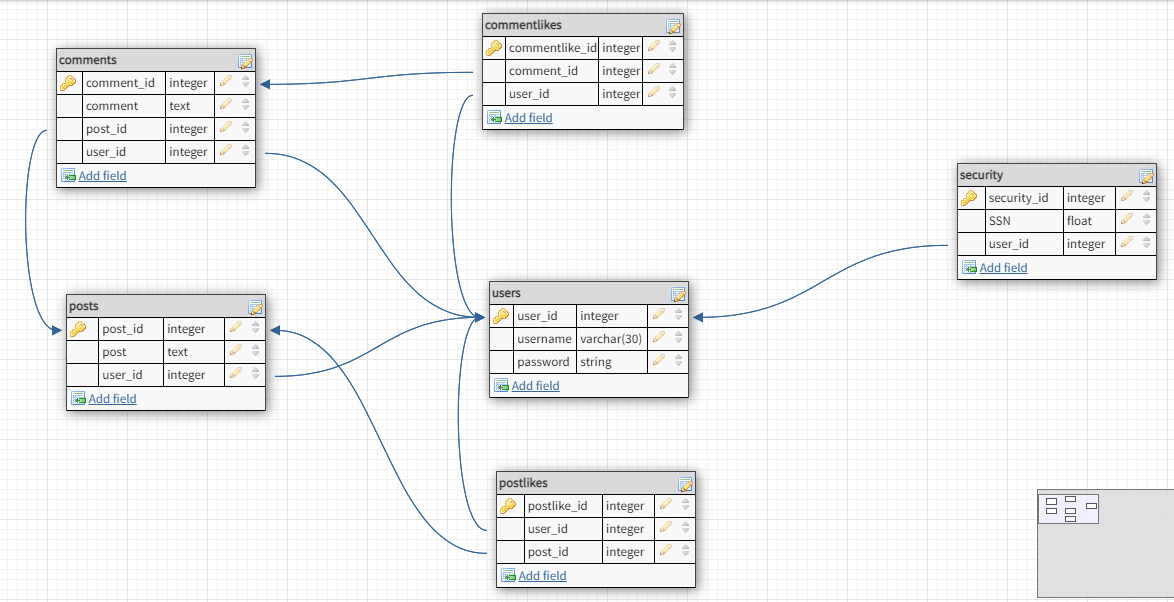 commentlikes
commentlike_id integer
comment_id integer
user_id integer
Add field
comments
comment_id integer
comment text
post_id integer
user_id integer
Add field
security
security_id integer
SSN float
user_id integer
Add field
users
user_id integer
username varchar(30)
password string
Add field
posts
post_id integer
post text
user_id integer
Add field
postlikes
postlike_id integer
user_id integer
post_id integer
Add field